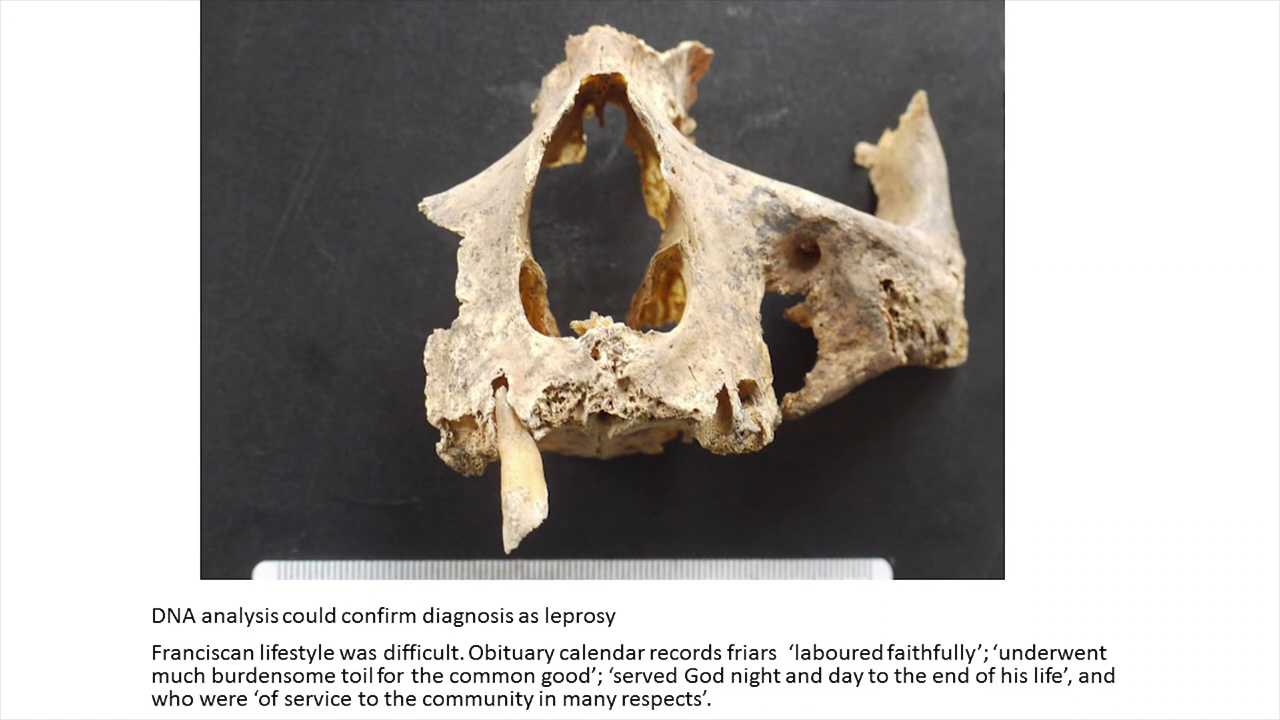 DNA analysis could confirm diagnosis as leprosy
Franciscan lifestyle was difficult. Obituary calendar records friars ‘laboured faithfully’; ‘underwent
much burdensome toil for the common good’; ‘served God night and day to the end of his life’, and
who were ‘of service to the community in many respects’.